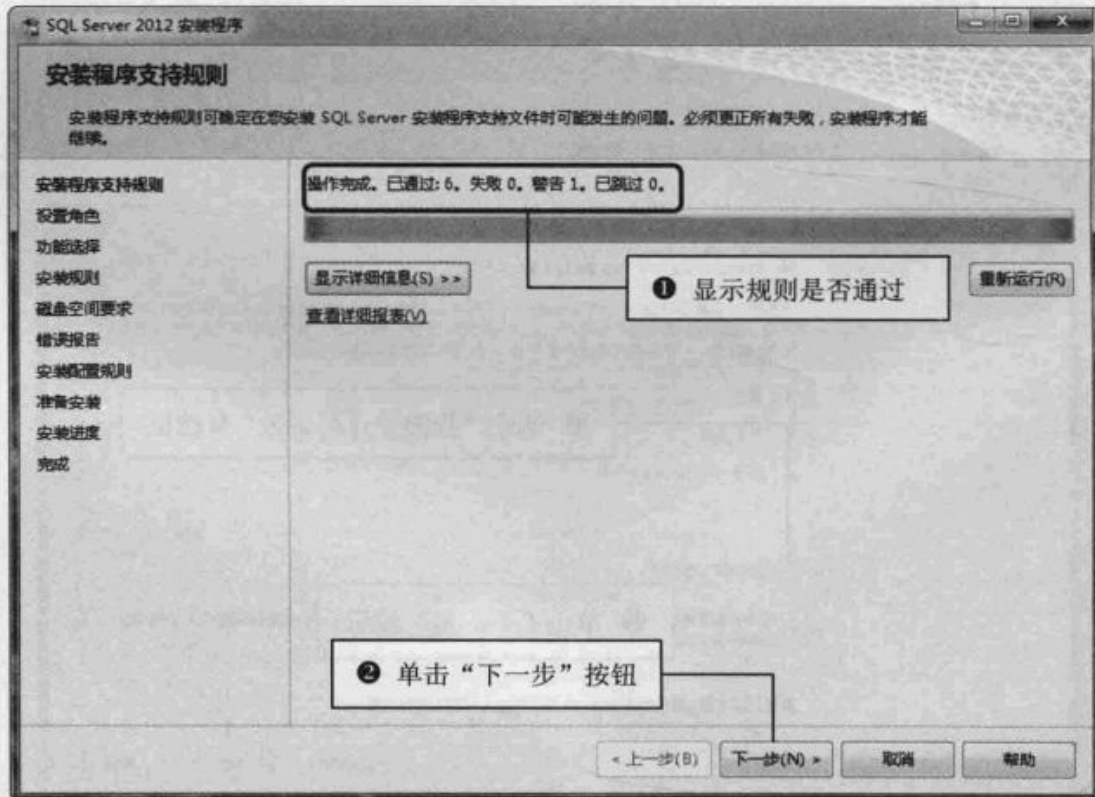 SQL Server 2012 安装程序
安装程序支持规则
安装程序支持规则可确定在您安装 SQL Server 安装程序支持文件时可能发生的问题。必须更正所有失败，安装程序才能
继续。
安装程序支持规则
设置角色
功能选择
安装规则
磁盘空间要求
错误报告
安装配置规则
准备安装
安装进度
完成
操作完成。已通过: 6。失败 0。警告 1。已跳过 0。
显示详细信息(S) >>
❶ 显示规则是否通过
重新运行(R)
查看详细报表(V)
❷ 单击“下一步”按钮
< 上一步(B)
下一步(N) >
取消
帮助